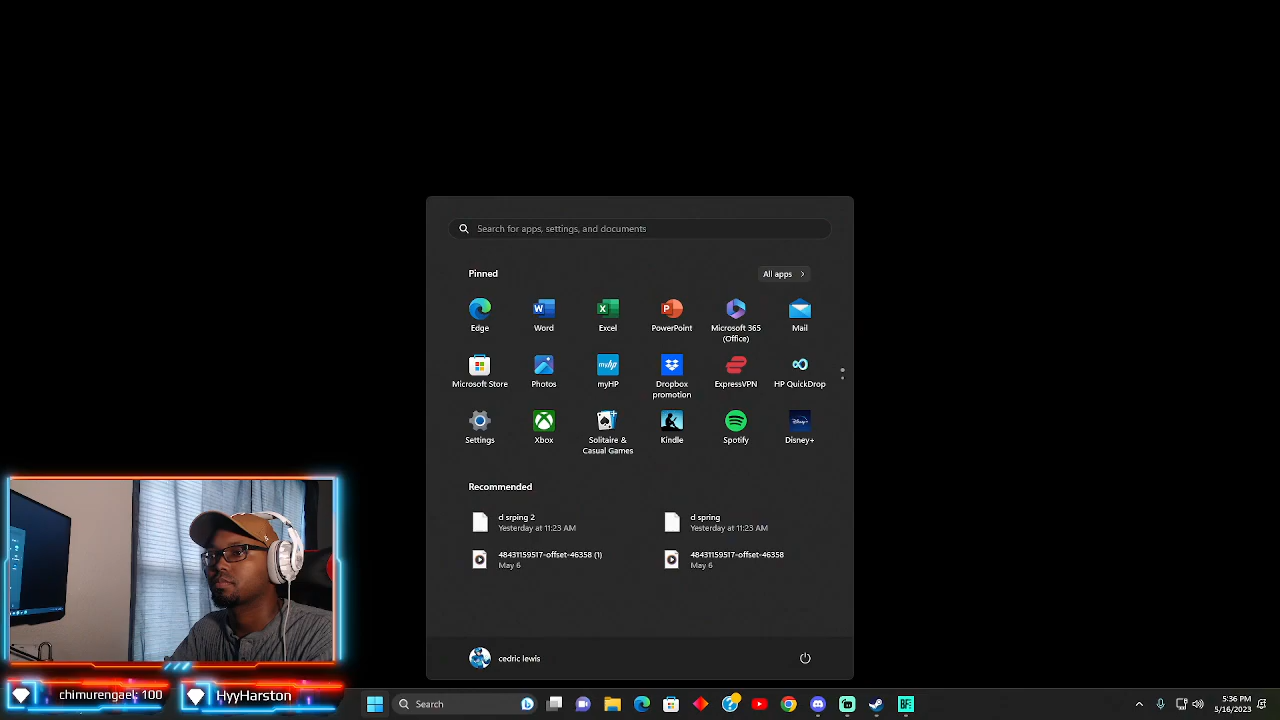 Search for apps, settings, and documents
Pinned
All apps
Edge
Word
Excel
PowerPoint
Microsoft 365
(Office)
Mail
Microsoft Store
Photos
myhp
myHP
Dropbox
promotion
ExpressVPN
HP QuickDrop
Settings
Xbox
Solitaire &
Casual Games
Kindle
Spotify
Disney+
Recommended
d srping 2
Yesterday at 11:23 AM
d spring
Yesterday at 11:23 AM
48431159517-offset-46358 (1)
May 6
48431159517-offset-46358
May 6
cedric lewis
chimurengael: 100
HyyHarston
Search
5:36 PM
5/16/2023